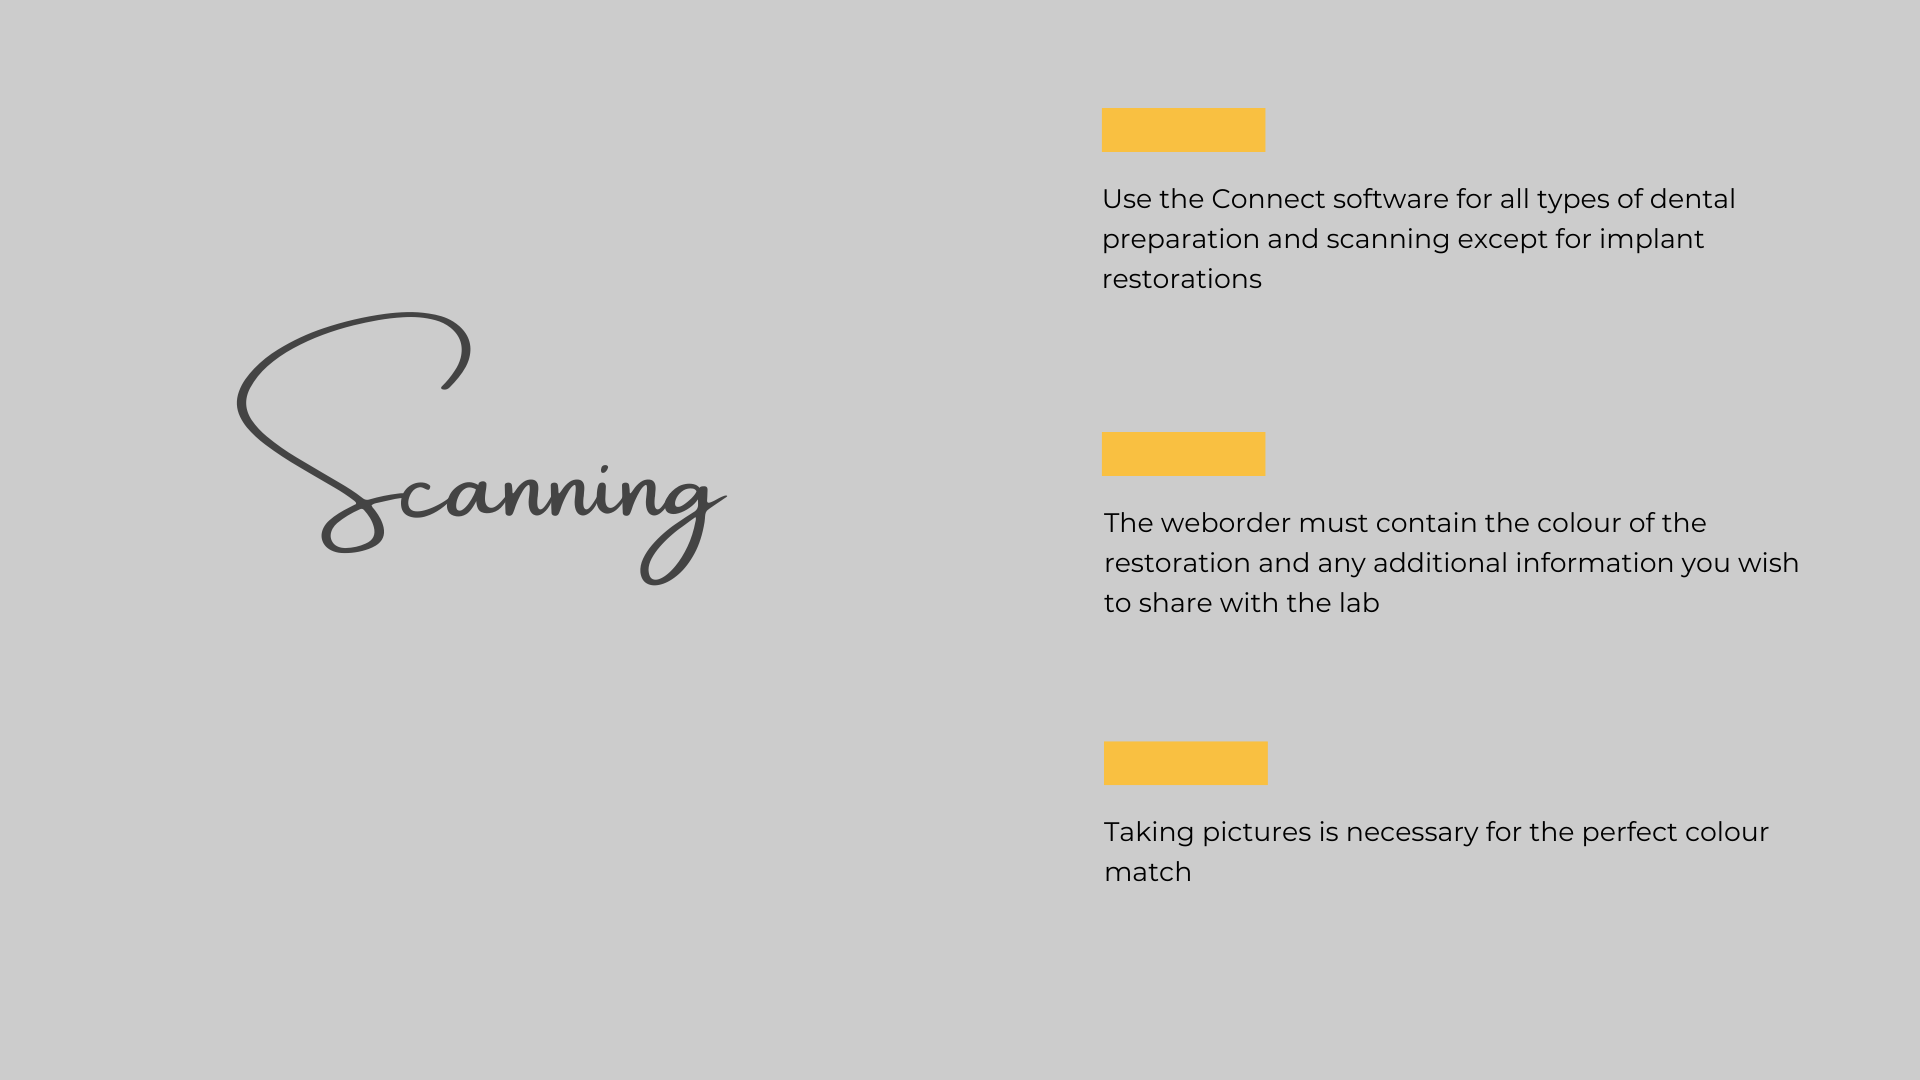 Scanning
Use the Connect software for all types of dental
preparation and scanning except for implant
restorations
The weborder must contain the colour of the
restoration and any additional information you wish
to share with the lab
Taking pictures is necessary for the perfect colour
match